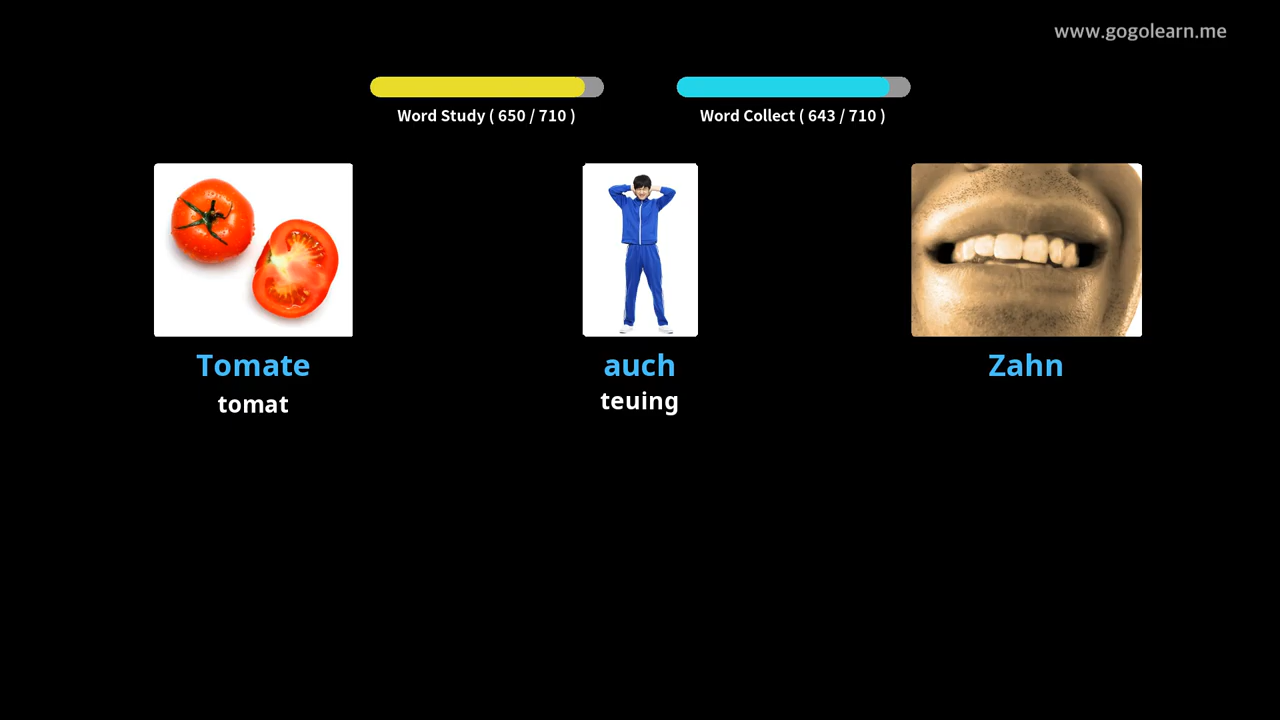 www.gogolearn.me
Word Study ( 650 / 710 )
Word Collect ( 643 / 710 )
Tomate
tomat
auch
teuing
Zahn